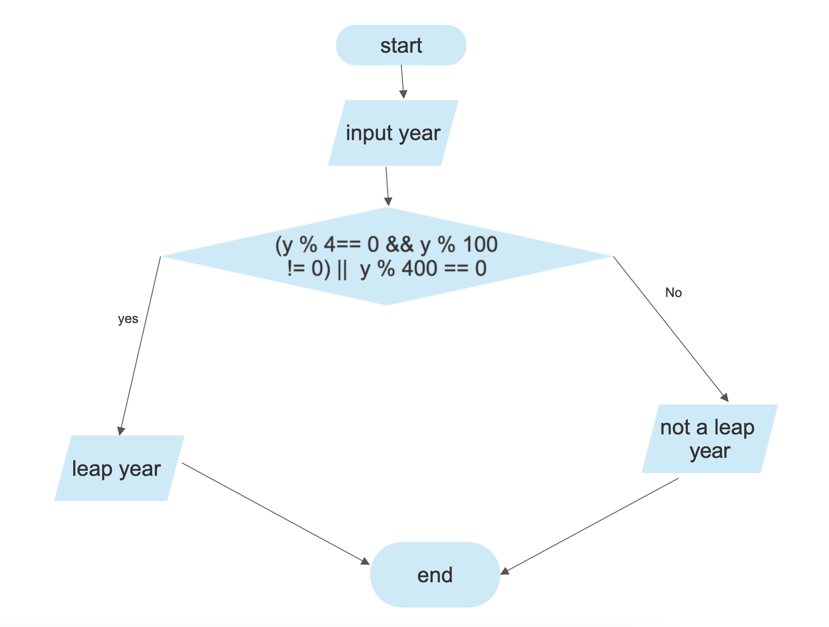 start
input year
(y % 4== 0 && y % 100
!= 0) ||  y % 400 == 0
No
yes
not a leap
year
leap year
end